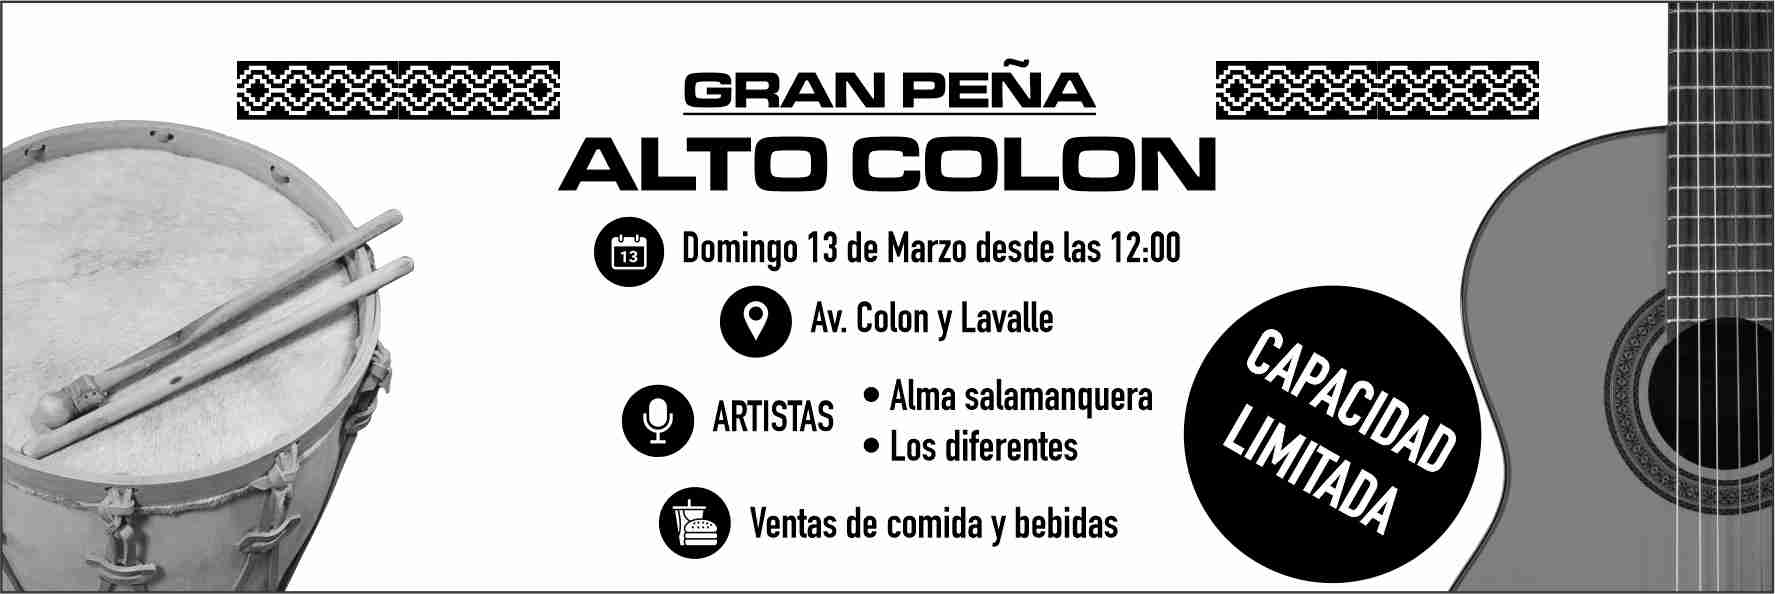 GRAN PEÑA
ALTO COLON
13
Domingo 13 de Marzo desde las 12:00
Av. Colon y Lavalle
ARTISTAS
• Alma salamanquera
• Los diferentes
Ventas de comida y bebidas
CAPACIDAD
LIMITADA